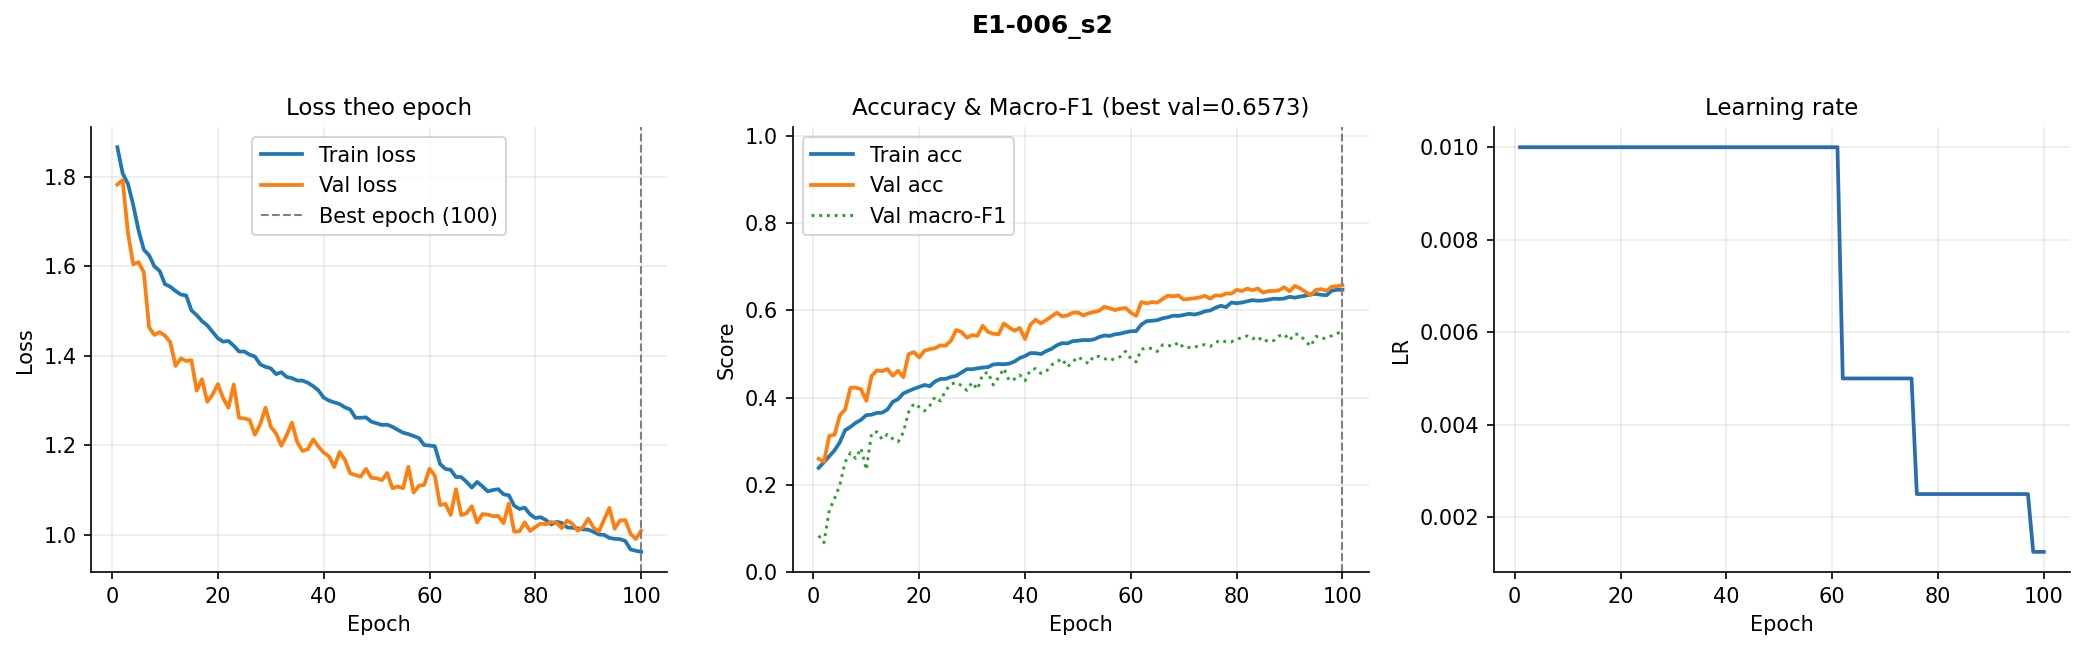 E1-006_s2
Loss theo epoch
Train loss
Val loss
Best epoch (100)
Loss
1.8
1.6
1.4
1.2
1.0
0
20
40
60
80
100
Epoch
Accuracy & Macro-F1 (best val=0.6573)
Train acc
Val acc
Val macro-F1
Score
1.0
0.8
0.6
0.4
0.2
0.0
0
20
40
60
80
100
Epoch
Learning rate
LR
0.010
0.008
0.006
0.004
0.002
0
20
40
60
80
100
Epoch